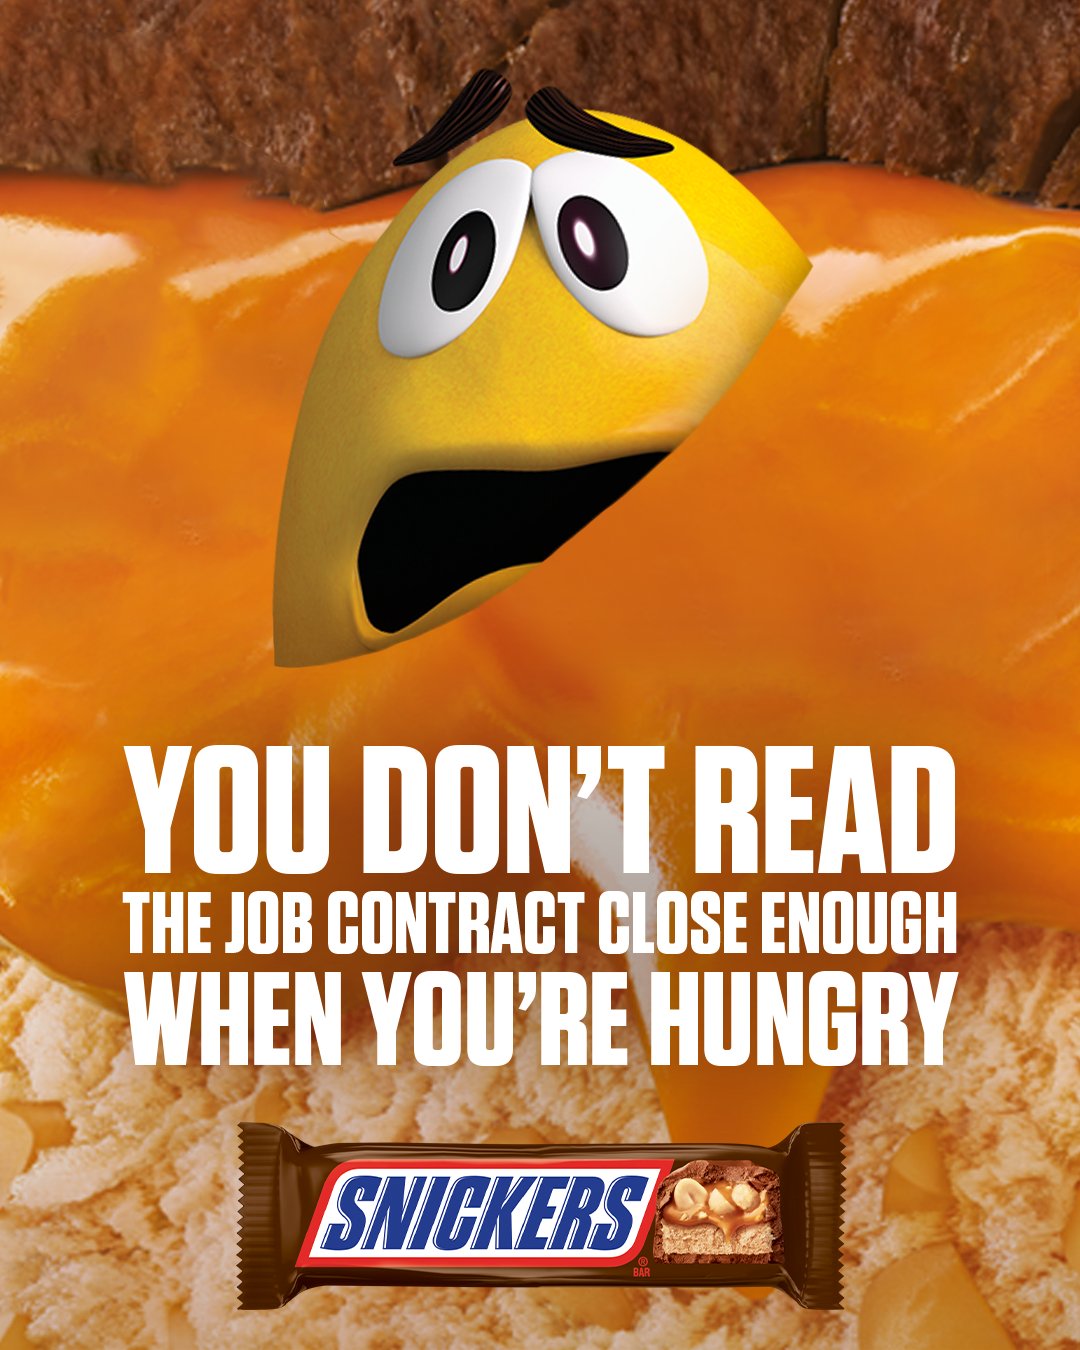 YOU DON'T READ
THE JOB CONTRACT CLOSE ENOUGH
WHEN YOU'RE HUNGRY
SNICKERS
®
BAR